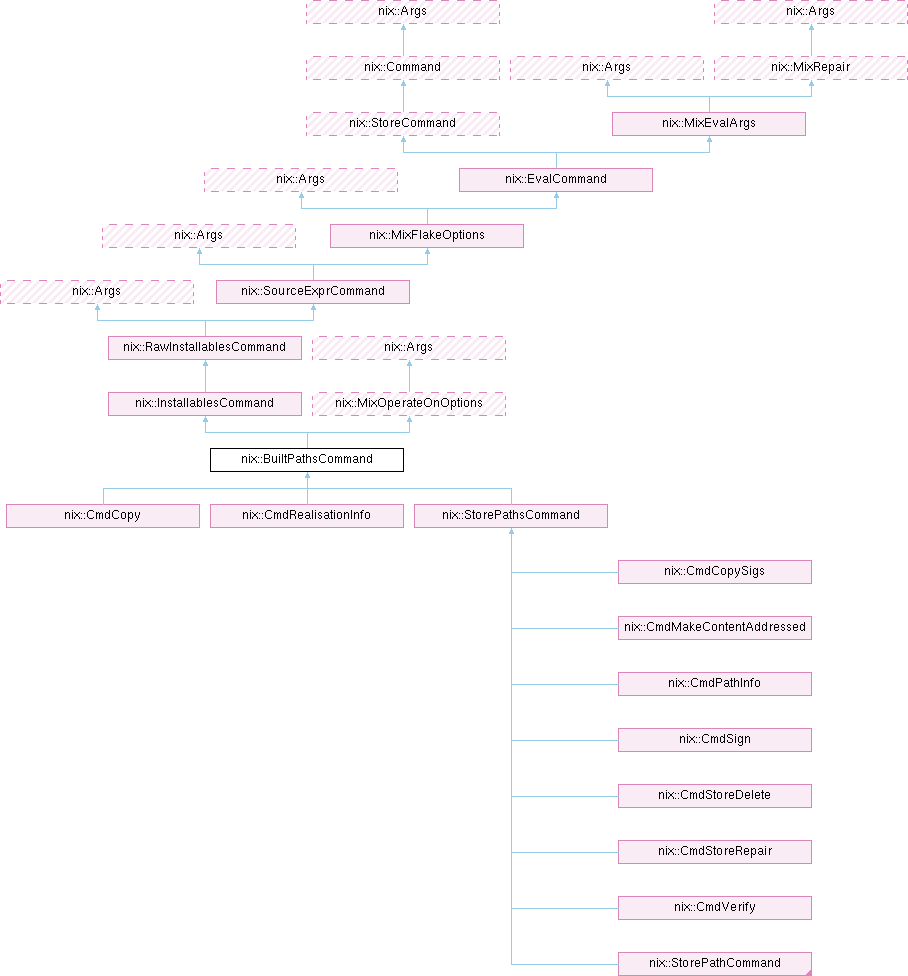 nix::Args
nix::Args
nix::Command
nix::Args
nix::MixRepair
nix::StoreCommand
nix::MixEvalArgs
nix::Args
nix::EvalCommand
nix::Args
nix::MixFlakeOptions
nix::Args
nix::SourceExprCommand
nix::RawInstallablesCommand
nix::Args
nix::InstallablesCommand
nix::MixOperateOnOptions
nix::BuiltPathsCommand
nix::CmdCopy
nix::CmdRealisationInfo
nix::StorePathsCommand
nix::CmdCopySigs
nix::CmdMakeContentAddressed
nix::CmdPathInfo
nix::CmdSign
nix::CmdStoreDelete
nix::CmdStoreRepair
nix::CmdVerify
nix::StorePathCommand